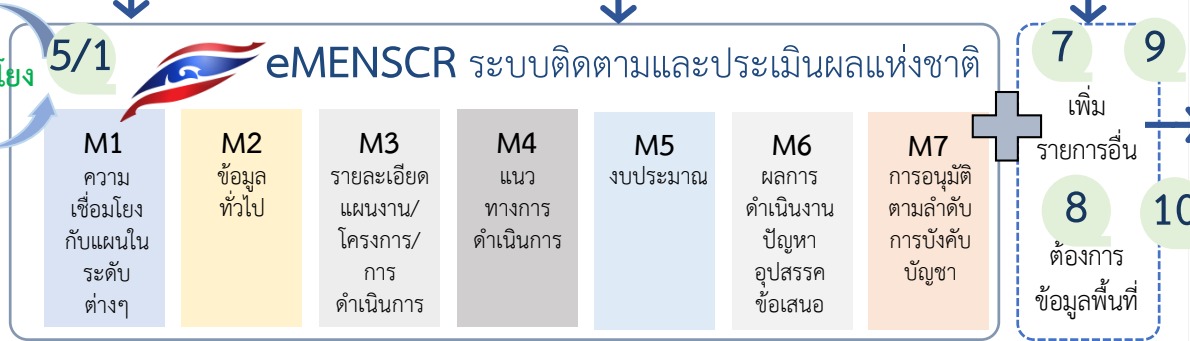 โยง
5/1
eMENSCR ระบบติดตามและประเมินผลแห่งชาติ
M1
ความ
เชื่อมโยง
กับแผนใน
ระดับ
ต่างๆ
M2
ข้อมูล
ทั่วไป
M3
รายละเอียด
แผนงาน/
โครงการ/
การ
ดำเนินการ
M4
แนว
ทางการ
ดำเนินการ
M5
งบประมาณ
M6
ผลการ
ดำเนินงาน
ปัญหา
อุปสรรค
ข้อเสนอ
M7
การอนุมัติ
ตามลำดับ
การบังคับ
บัญชา
7
เพิ่ม
รายการอื่น
8
ต้องการ
ข้อมูลพื้นที่
9
10